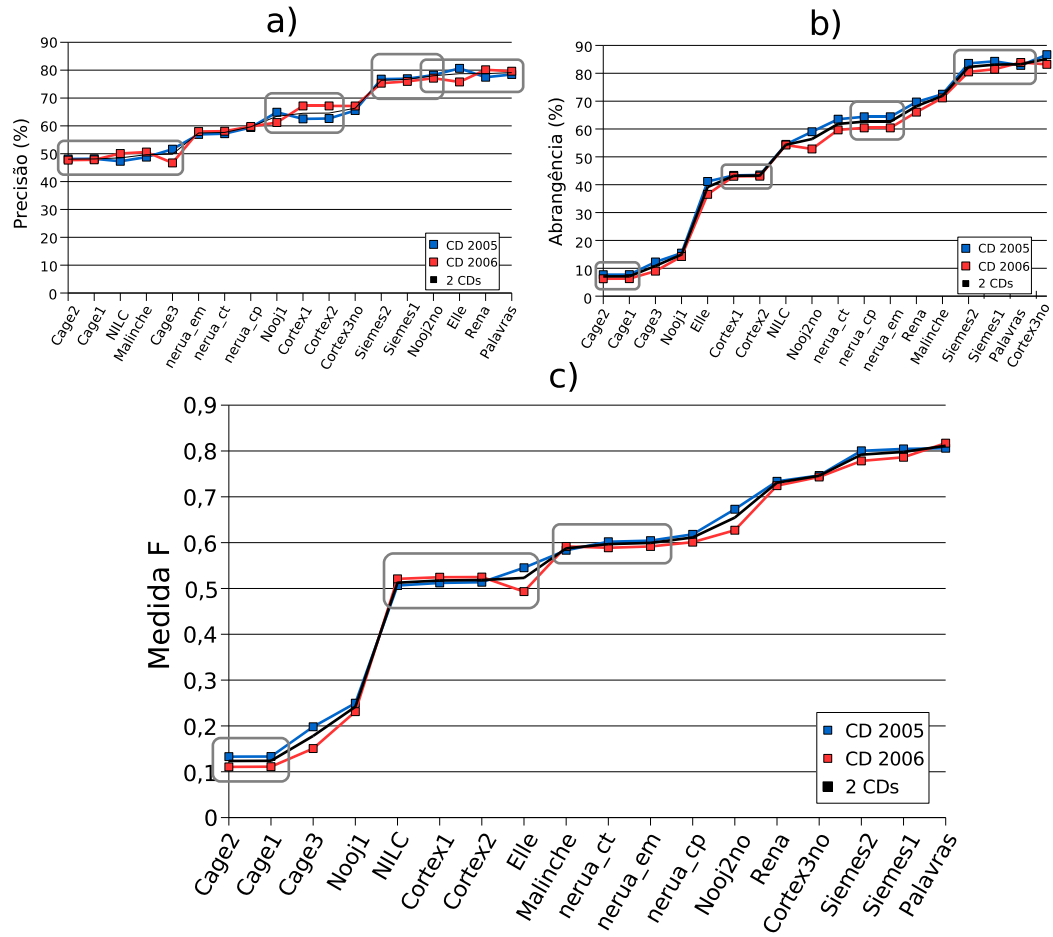 a)
Precisão (%)
90
80
70
60
50
40
30
20
10
0
CD 2005
CD 2006
2 CDs
Cage2
Cage1
NILC
Malinche
Cage3
nerua_em
nerua_ct
nerua_cp
Nooj1
Cortex1
Cortex2
Cortex3no
Siemes2
Siemes1
Nooj2no
Elle
Rena
Palavras
b)
Abrangência (%)
90
80
70
60
50
40
30
20
10
0
CD 2005
CD 2006
2 CDs
Cage2
Cage1
Cage3
Nooj1
Elle
Cortex1
Cortex2
NILC
Nooj2no
nerua_ct
nerua_cp
nerua_em
Rena
Malinche
Siemes2
Siemes1
Palavras
Cortex3no
c)
Medida F
0,9
0,8
0,7
0,6
0,5
0,4
0,3
0,2
0,1
0
CD 2005
CD 2006
2 CDs
Cage2
Cage1
Cage3
Nooj1
NILC
Cortex1
Cortex2
Elle
Malinche
nerua_ct
nerua_em
nerua_cp
Nooj2no
Rena
Cortex3no
Siemes2
Siemes1
Palavras